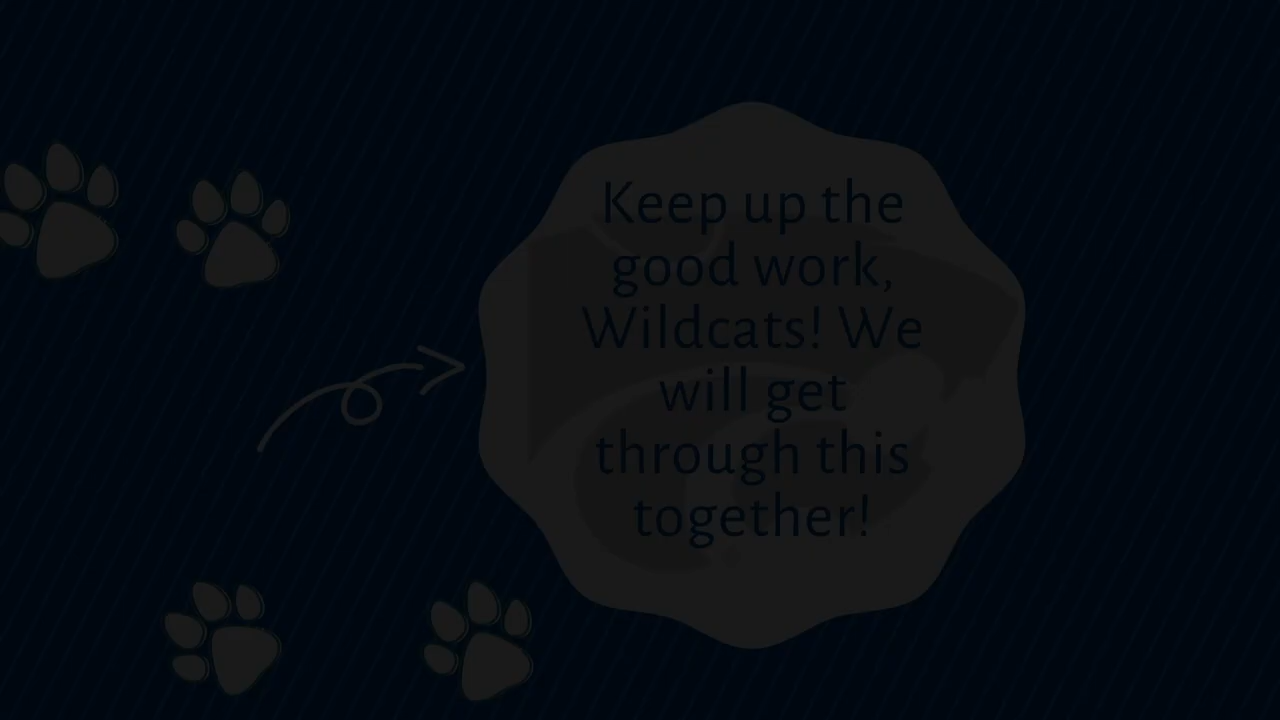 Keep up the
good work,
Wildcats! We
will get
through this
together!